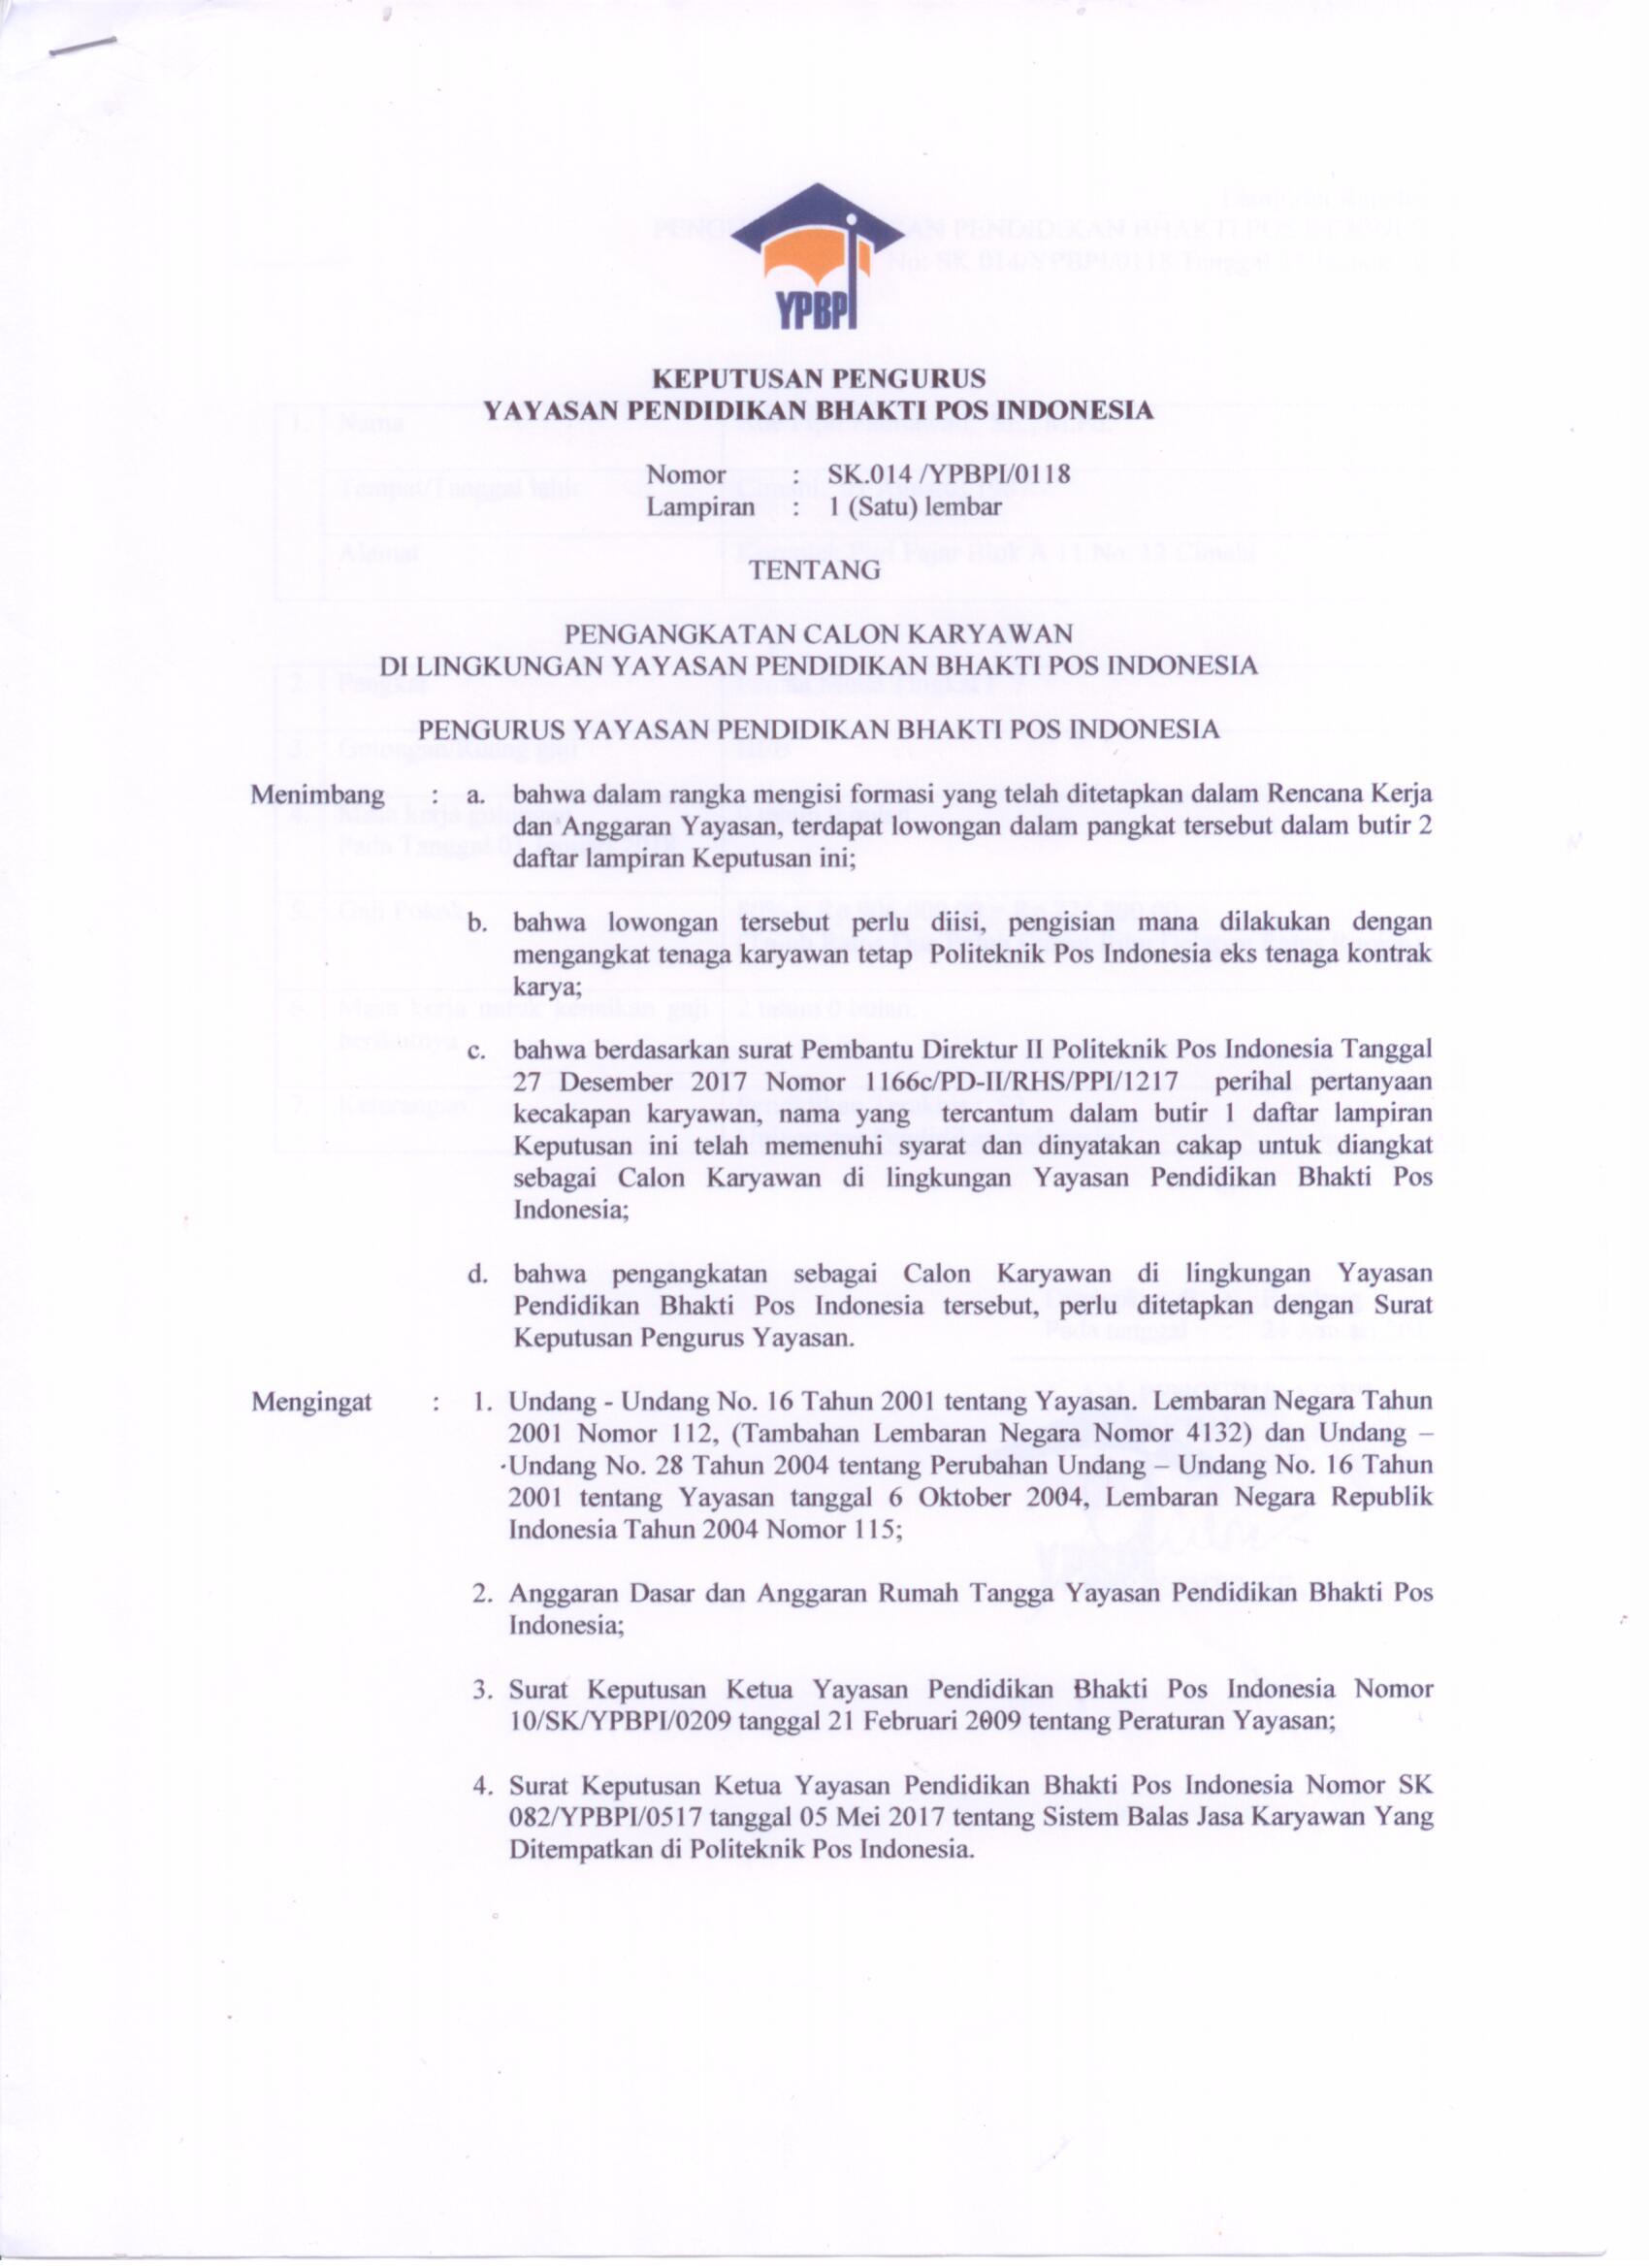 YPBPI
KEPUTUSAN PENGURUS
YAYASAN PENDIDIKAN BHAKTI POS INDONESIA
Nomor : SK.014 /YPBPI/0118
Lampiran : 1 (Satu) lembar
TENTANG
PENGANGKATAN CALON KARYAWAN
DI LINGKUNGAN YAYASAN PENDIDIKAN BHAKTI POS INDONESIA
PENGURUS YAYASAN PENDIDIKAN BHAKTI POS INDONESIA
Menimbang : a. bahwa dalam rangka mengisi formasi yang telah ditetapkan dalam Rencana Kerja
dan Anggaran Yayasan, terdapat lowongan dalam pangkat tersebut dalam butir 2
daftar lampiran Keputusan ini;
b. bahwa lowongan tersebut perlu diisi, pengisian mana dilakukan dengan
mengangkat tenaga karyawan tetap Politeknik Pos Indonesia eks tenaga kontrak
karya;
c. bahwa berdasarkan surat Pembantu Direktur II Politeknik Pos Indonesia Tanggal
27 Desember 2017 Nomor 1166c/PD-II/RHS/PPI/1217 perihal pertanyaan
kecakapan karyawan, nama yang tercantum dalam butir 1 daftar lampiran
Keputusan ini telah memenuhi syarat dan dinyatakan cakap untuk diangkat
sebagai Calon Karyawan di lingkungan Yayasan Pendidikan Bhakti Pos
Indonesia;
d. bahwa pengangkatan sebagai Calon Karyawan di lingkungan Yayasan
Pendidikan Bhakti Pos Indonesia tersebut, perlu ditetapkan dengan Surat
Keputusan Pengurus Yayasan.
Mengingat : 1. Undang - Undang No. 16 Tahun 2001 tentang Yayasan. Lembaran Negara Tahun
2001 Nomor 112, (Tambahan Lembaran Negara Nomor 4132) dan Undang –
Undang No. 28 Tahun 2004 tentang Perubahan Undang – Undang No. 16 Tahun
2001 tentang Yayasan tanggal 6 Oktober 2004, Lembaran Negara Republik
Indonesia Tahun 2004 Nomor 115;
2. Anggaran Dasar dan Anggaran Rumah Tangga Yayasan Pendidikan Bhakti Pos
Indonesia;
3. Surat Keputusan Ketua Yayasan Pendidikan Bhakti Pos Indonesia Nomor
10/SK/YPBPI/0209 tanggal 21 Februari 2009 tentang Peraturan Yayasan;
4. Surat Keputusan Ketua Yayasan Pendidikan Bhakti Pos Indonesia Nomor SK
082/YPBPI/0517 tanggal 05 Mei 2017 tentang Sistem Balas Jasa Karyawan Yang
Ditempatkan di Politeknik Pos Indonesia.